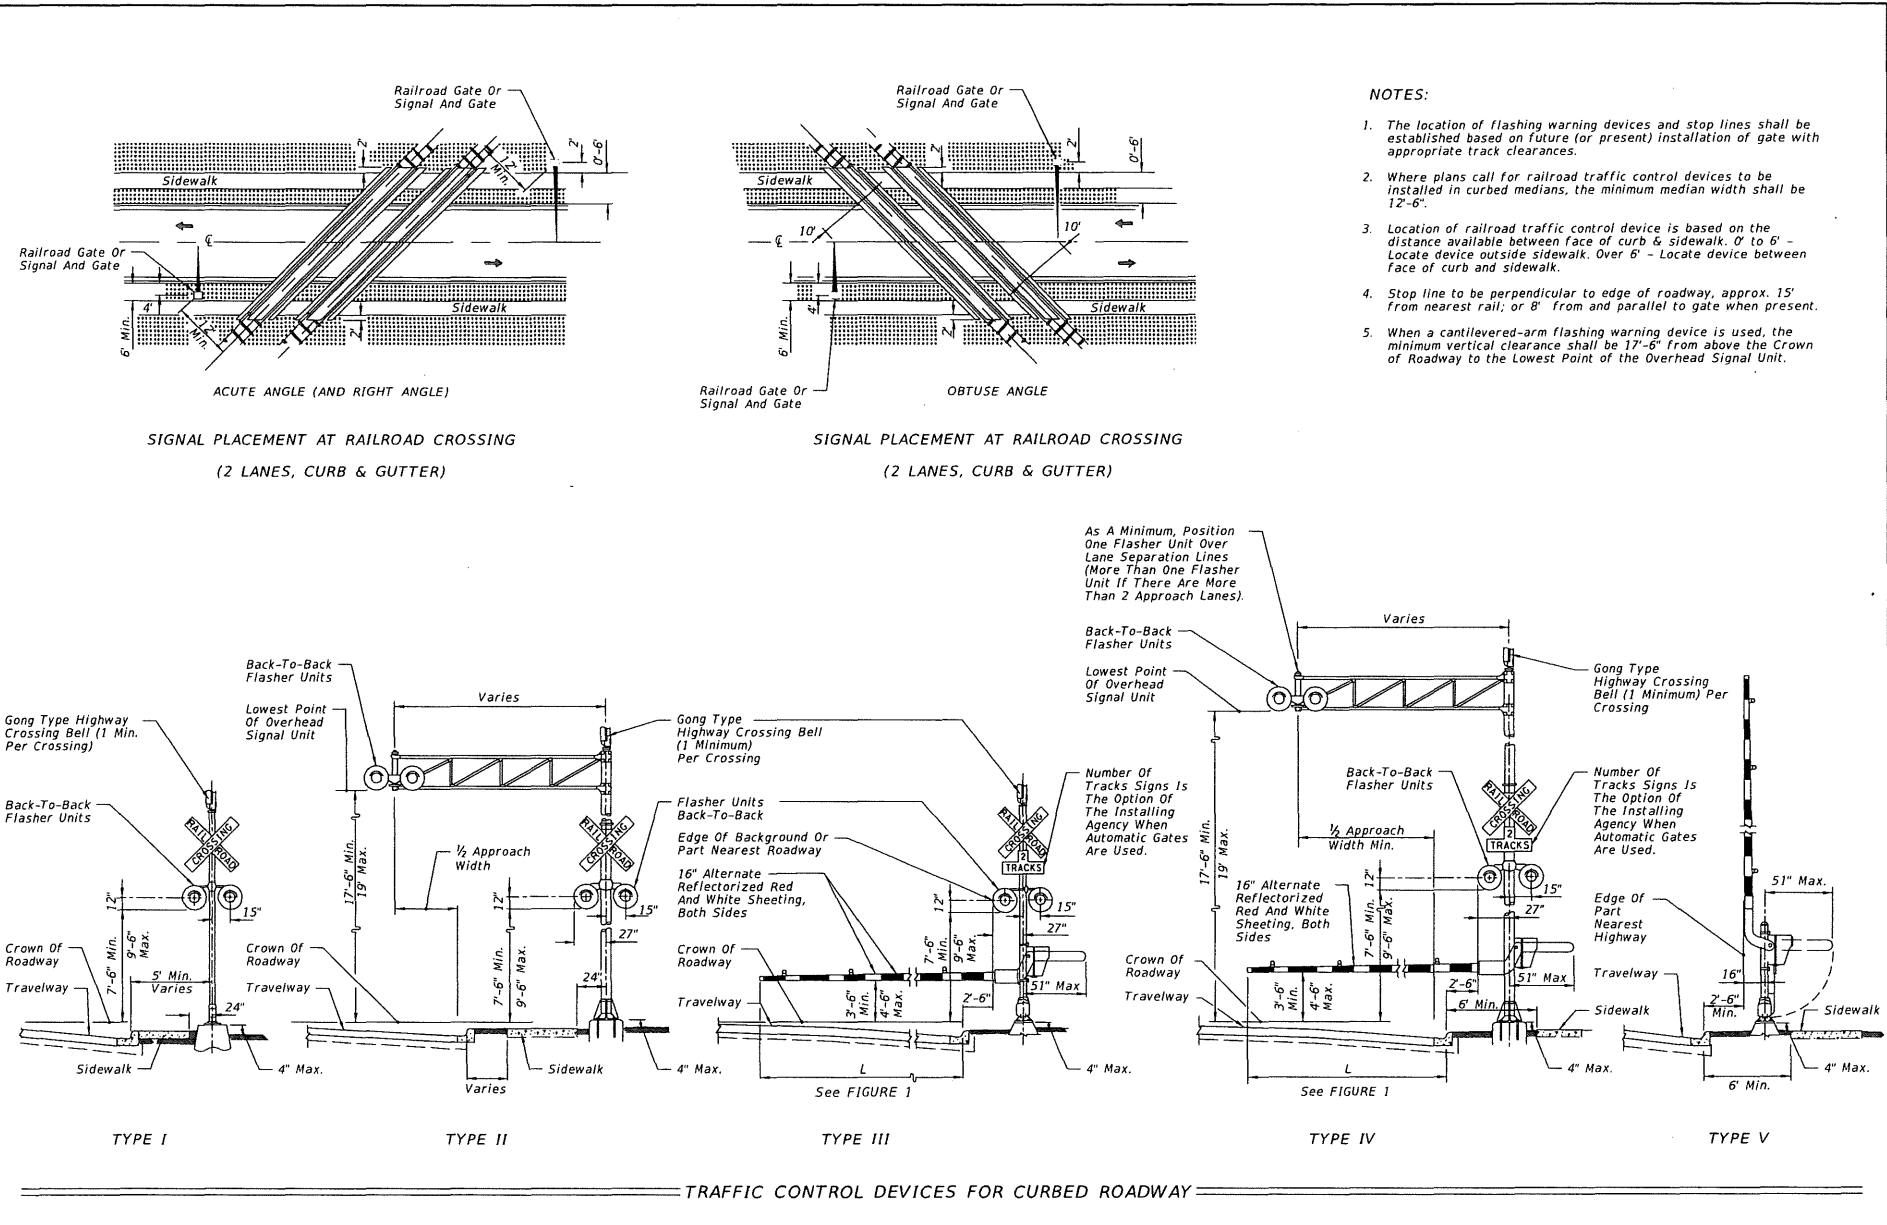 Railroad Gate Or
Signal And Gate
2'
2'
0'-6'
12'
Min.
Sidewalk
℄
Railroad Gate Or
Signal And Gate
4'
6' Min.
12'
Min.
2'
Sidewalk
ACUTE ANGLE (AND RIGHT ANGLE)
SIGNAL PLACEMENT AT RAILROAD CROSSING
(2 LANES, CURB & GUTTER)
Railroad Gate Or
Signal And Gate
2'
2'
0'-6'
Sidewalk
10'
℄
10'
4'
6' Min.
2'
Sidewalk
Railroad Gate Or
Signal And Gate
OBTUSE ANGLE
SIGNAL PLACEMENT AT RAILROAD CROSSING
(2 LANES, CURB & GUTTER)
NOTES:
1. The location of flashing warning devices and stop lines shall be
established based on future (or present) installation of gate with
appropriate track clearances.
2. Where plans call for railroad traffic control devices to be
installed in curbed medians, the minimum median width shall be
12'-6".
3. Location of railroad traffic control device is based on the
distance available between face of curb & sidewalk. 0' to 6' -
Locate device outside sidewalk. Over 6' - Locate device between
face of curb and sidewalk.
4. Stop line to be perpendicular to edge of roadway, approx. 15'
from nearest rail; or 8' from and parallel to gate when present.
5. When a cantilevered-arm flashing warning device is used, the
minimum vertical clearance shall be 17'-6" from above the Crown
of Roadway to the Lowest Point of the Overhead Signal Unit.
Gong Type Highway
Crossing Bell (1 Min.
Per Crossing)
Back-To-Back
Flasher Units
RAILROAD
CROSSING
12"
15"
7'-6" Min.
9'-6" Max.
Crown Of
Roadway
Travelway
5' Min.
Varies
24"
Sidewalk
4" Max.
TYPE I
Back-To-Back
Flasher Units
Lowest Point
Of Overhead
Signal Unit
Varies
17'-6" Min.
19' Max.
½ Approach
Width
RAILROAD
CROSSING
12"
15"
27"
7'-6" Min.
9'-6" Max.
24"
Crown Of
Roadway
Travelway
Sidewalk
Varies
4" Max.
TYPE II
Gong Type
Highway Crossing Bell
(1 Minimum)
Per Crossing
Flasher Units
Back-To-Back
Edge Of Background Or
Part Nearest Roadway
16" Alternate
Reflectorized Red
And White Sheeting,
Both Sides
Crown Of
Roadway
Travelway
RAILROAD
CROSSING
2
TRACKS
12"
15"
27"
7'-6" Min.
9'-6" Max.
3'-6" Min.
4'-6" Max.
2'-6"
51" Max
L
See FIGURE 1
4" Max.
TYPE III
Number Of
Tracks Signs Is
The Option Of
The Installing
Agency When
Automatic Gates
Are Used.
As A Minimum, Position
One Flasher Unit Over
Lane Separation Lines
(More Than One Flasher
Unit If There Are More
Than 2 Approach Lanes).
Back-To-Back
Flasher Units
Lowest Point
Of Overhead
Signal Unit
Varies
17'-6" Min.
19' Max.
Back-To-Back
Flasher Units
½ Approach
Width Min.
RAILROAD
CROSSING
2
TRACKS
12"
15"
27"
16" Alternate
Reflectorized
Red And White
Sheeting, Both
Sides
7'-6" Min.
9'-6" Max.
Crown Of
Roadway
Travelway
3'-6" Min.
4'-6" Max.
2'-6"
51" Max
6' Min.
Sidewalk
L
See FIGURE 1
4" Max.
TYPE IV
Gong Type
Highway Crossing
Bell (1 Minimum) Per
Crossing
Number Of
Tracks Signs Is
The Option Of
The Installing
Agency When
Automatic Gates
Are Used.
Edge Of
Part
Nearest
Highway
Travelway
51" Max.
16"
2'-6"
Min.
Sidewalk
6' Min.
4" Max.
TYPE V
TRAFFIC CONTROL DEVICES FOR CURBED ROADWAY